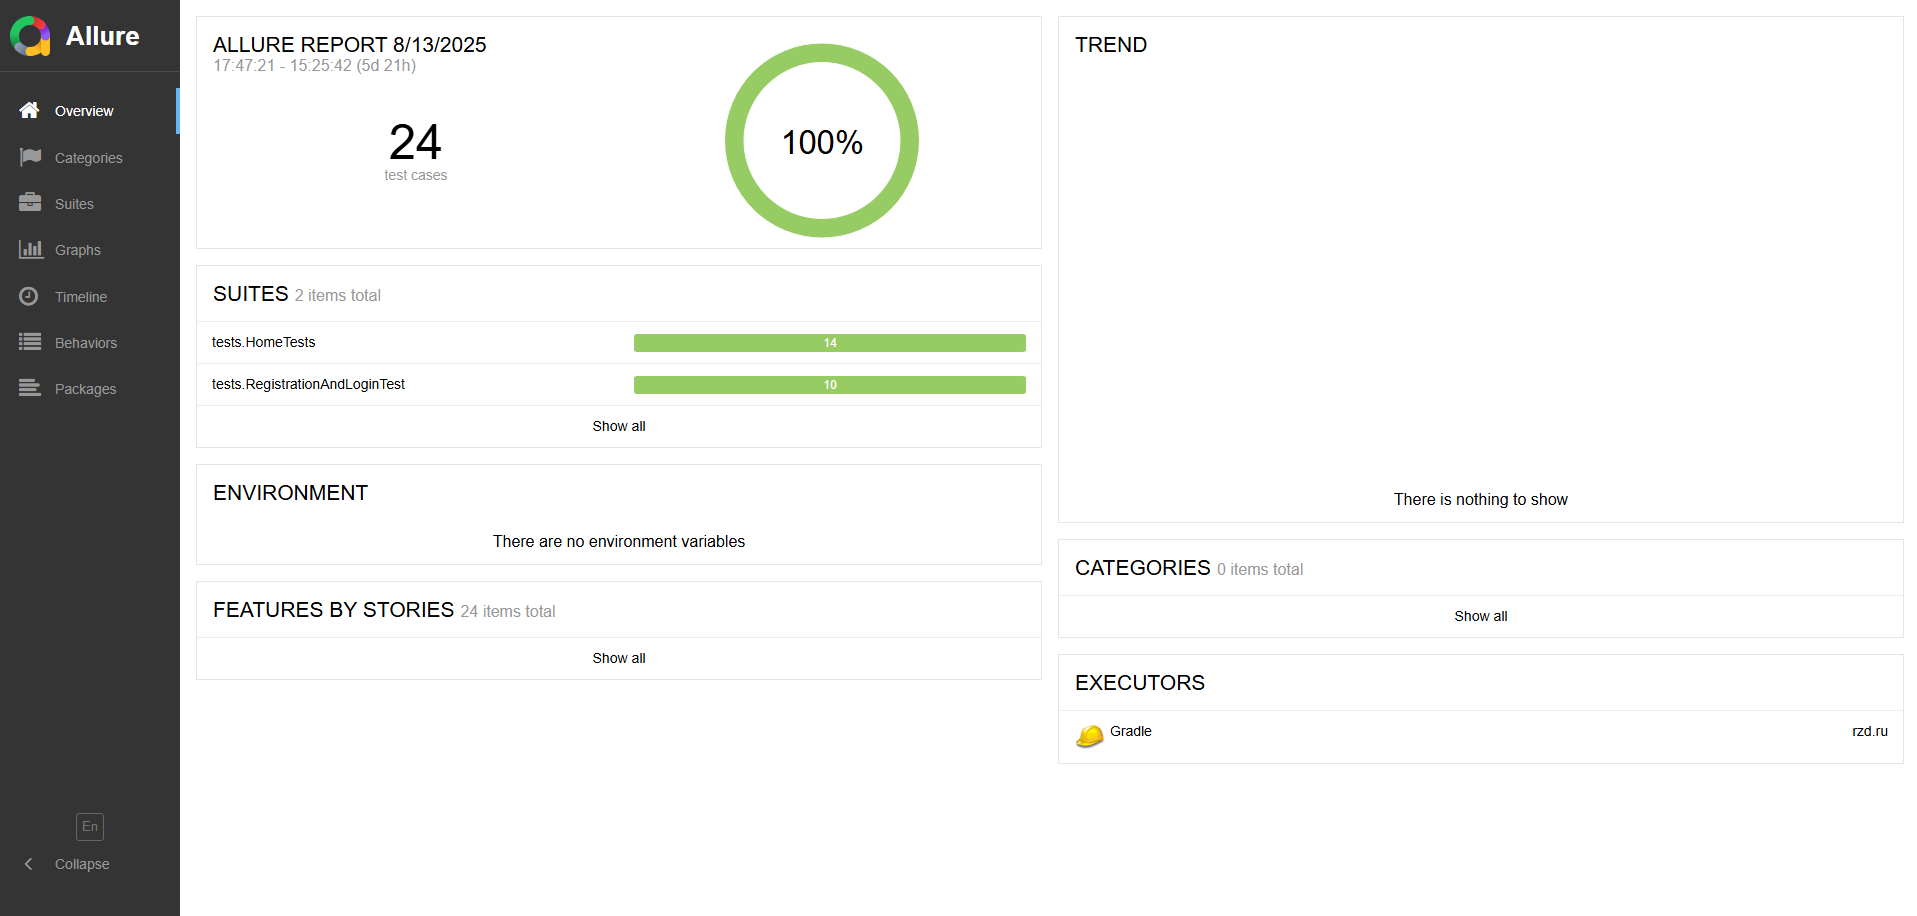 Allure
Overview
Categories
Suites
Graphs
Timeline
Behaviors
Packages
En
Collapse
ALLURE REPORT 8/13/2025
17:47:21 - 15:25:42 (5d 21h)
24
test cases
100%
SUITES 2 items total
tests.HomeTests 14
tests.RegistrationAndLoginTest 10
Show all
ENVIRONMENT
There are no environment variables
FEATURES BY STORIES 24 items total
Show all
TREND
There is nothing to show
CATEGORIES 0 items total
Show all
EXECUTORS
Gradle rzd.ru